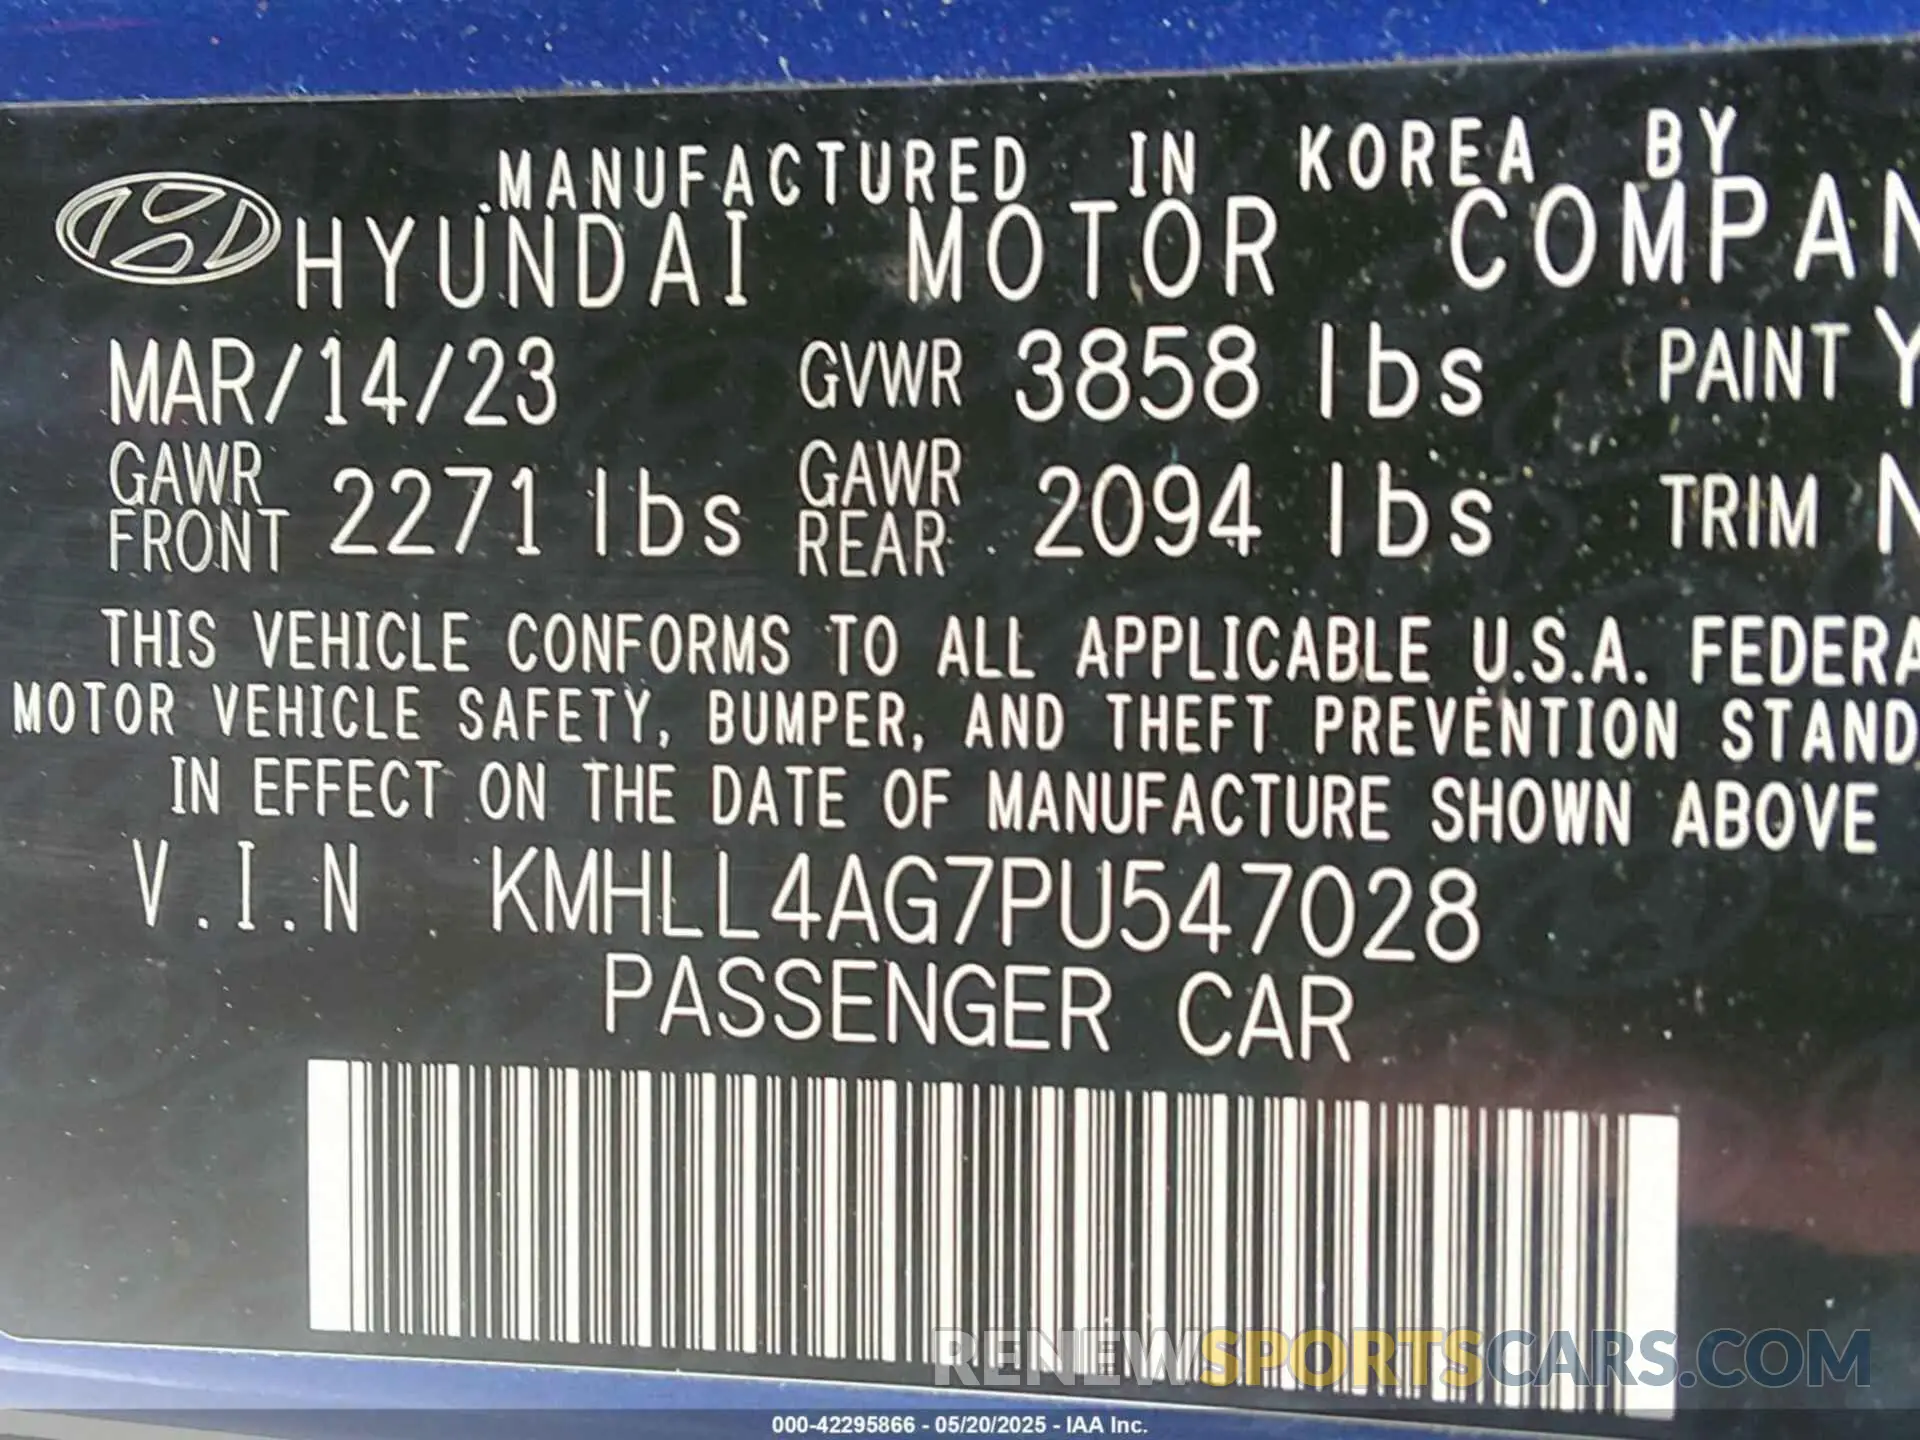 MANUFACTURED IN KOREA BY
HYUNDAI MOTOR COMPAN
MAR/14/23 GVWR 3858 lbs PAINT Y
GAWR FRONT 2271 lbs GAWR REAR 2094 lbs TRIM N
THIS VEHICLE CONFORMS TO ALL APPLICABLE U.S.A. FEDERA
MOTOR VEHICLE SAFETY, BUMPER, AND THEFT PREVENTION STAND
IN EFFECT ON THE DATE OF MANUFACTURE SHOWN ABOVE
V.I.N KMHLL4AG7PU547028
PASSENGER CAR
RENEWSPORTSCARS.COM
000-42295866 - 05/20/2025 - IAA Inc.